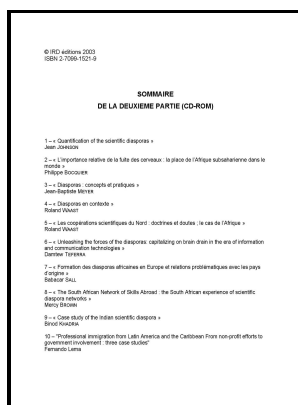 © IRD éditions 2003
ISBN 2-7099-1521-9
SOMMAIRE
DE LA DEUXIEME PARTIE (CD-ROM)
1 – « Quantification of the scientific diasporas »
Jean JOHNSON
2 – « L'importance relative de la fuite des cerveaux : la place de l'Afrique subsaharienne dans le
monde »
Philippe BOCQUIER
3 – « Diasporas : concepts et pratiques »
Jean-Baptiste MEYER
4 – « Diasporas en contexte »
Roland WAAST
5 – « Les coopérations scientifiques du Nord : doctrines et doutes ; le cas de l'Afrique »
Roland WAAST
6 – « Unleashing the forces of the diaspora: capitalizing on brain drain in the era of information
and communication technologies »
Damtew TEFERRA
7 – « Formation des diasporas africaines en Europe et relations problématiques avec les pays
d'origine »
Babacar SALL
8 – « The South African Network of Skills Abroad : the South African experience of scientific
diaspora networks »
Mercy BROWN
9 – « Case study of the Indian scientific diaspora »
Binod KHADRIA
10 – "Professional immigration from Latin America and the Caribbean From non-profit efforts to
government involvement : three case studies"
Fernando Lema